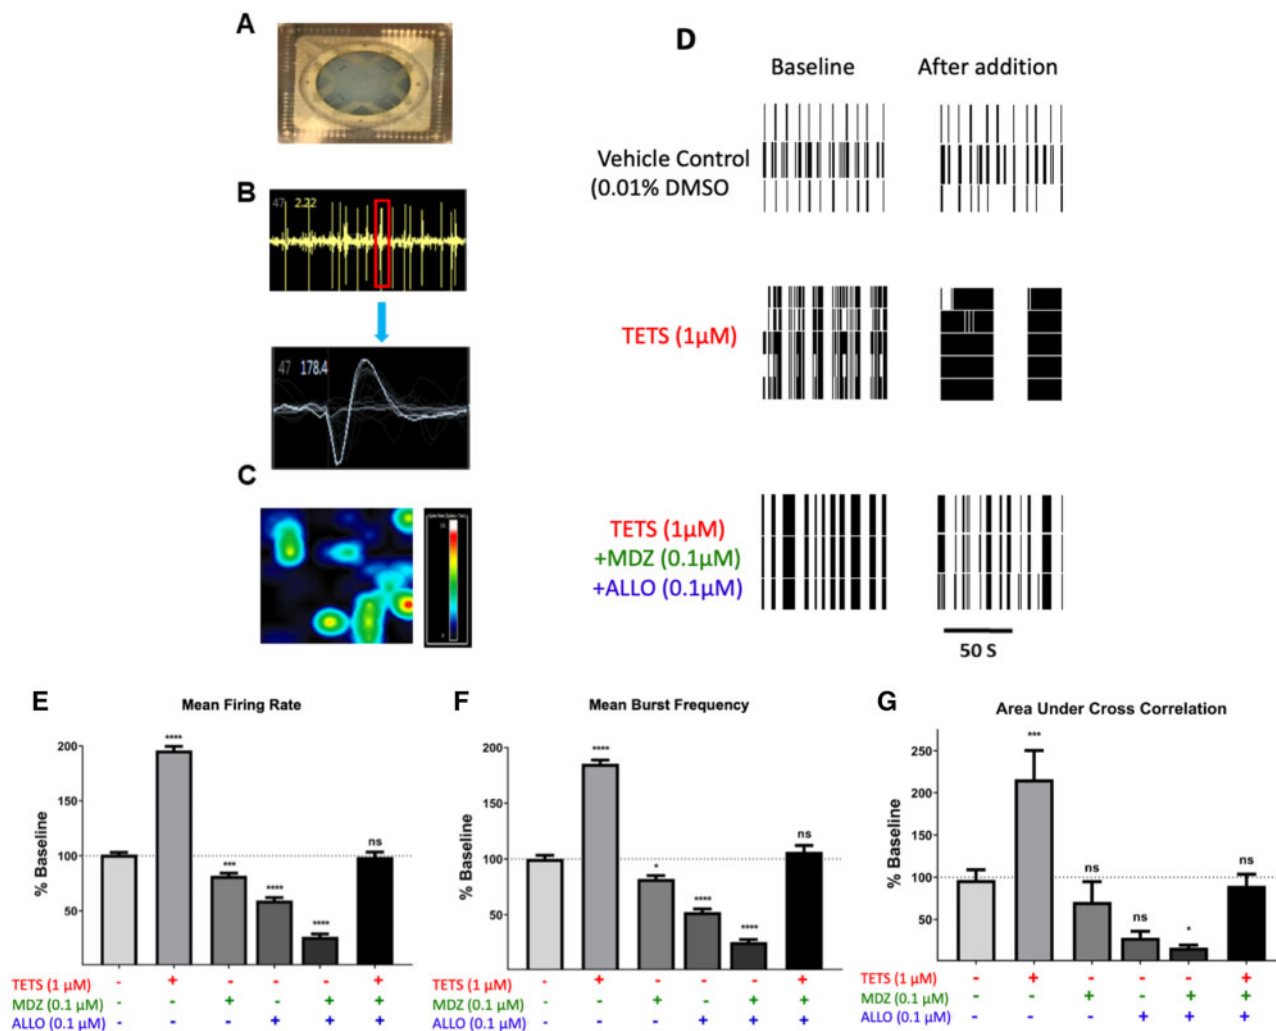 A
B
47 2.22
47 178.4
C
D
Baseline After addition
Vehicle Control
(0.01% DMSO
TETS (1µM)
TETS (1µM)
+MDZ (0.1µM)
+ALLO (0.1µM)
50 S
E
Mean Firing Rate
% Baseline
200
150
100
50
**** *** **** **** ns
TETS (1 µM) - + - - - +
MDZ (0.1 µM) - - + - + +
ALLO (0.1 µM) - - - + + +
F
Mean Burst Frequency
% Baseline
200
150
100
50
**** * **** **** ns
TETS (1 µM) - + - - - +
MDZ (0.1 µM) - - + - + +
ALLO (0.1 µM) - - - + + +
G
Area Under Cross Correlation
% Baseline
250
200
150
100
50
*** ns ns * ns
TETS (1 µM) - + - - - +
MDZ (0.1 µM) - - + - + +
ALLO (0.1 µM) - - - + + +